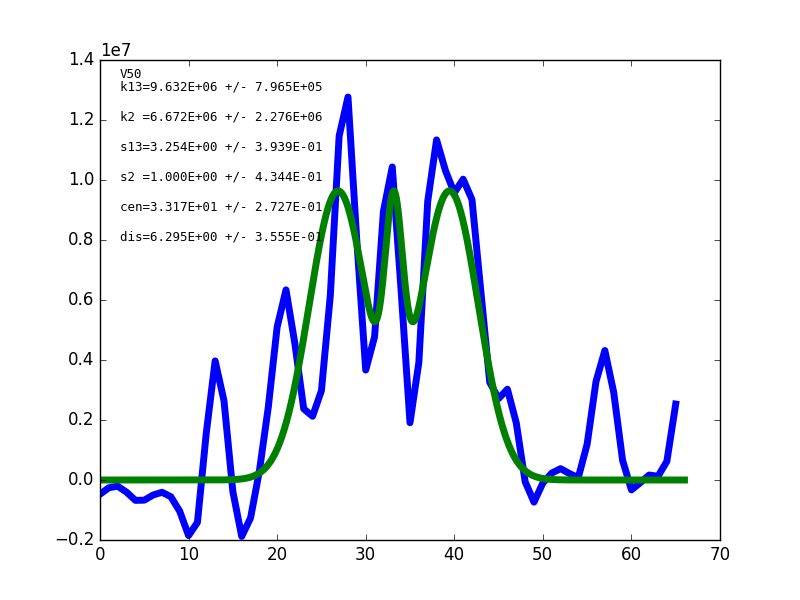 1e7
1.4
1.2
1.0
0.8
0.6
0.4
0.2
0.0
−0.2
V50
k13=9.632E+06 +/- 7.965E+05
k2 =6.672E+06 +/- 2.276E+06
s13=3.254E+00 +/- 3.939E-01
s2 =1.000E+00 +/- 4.344E-01
cen=3.317E+01 +/- 2.727E-01
dis=6.295E+00 +/- 3.555E-01
0 10 20 30 40 50 60 70